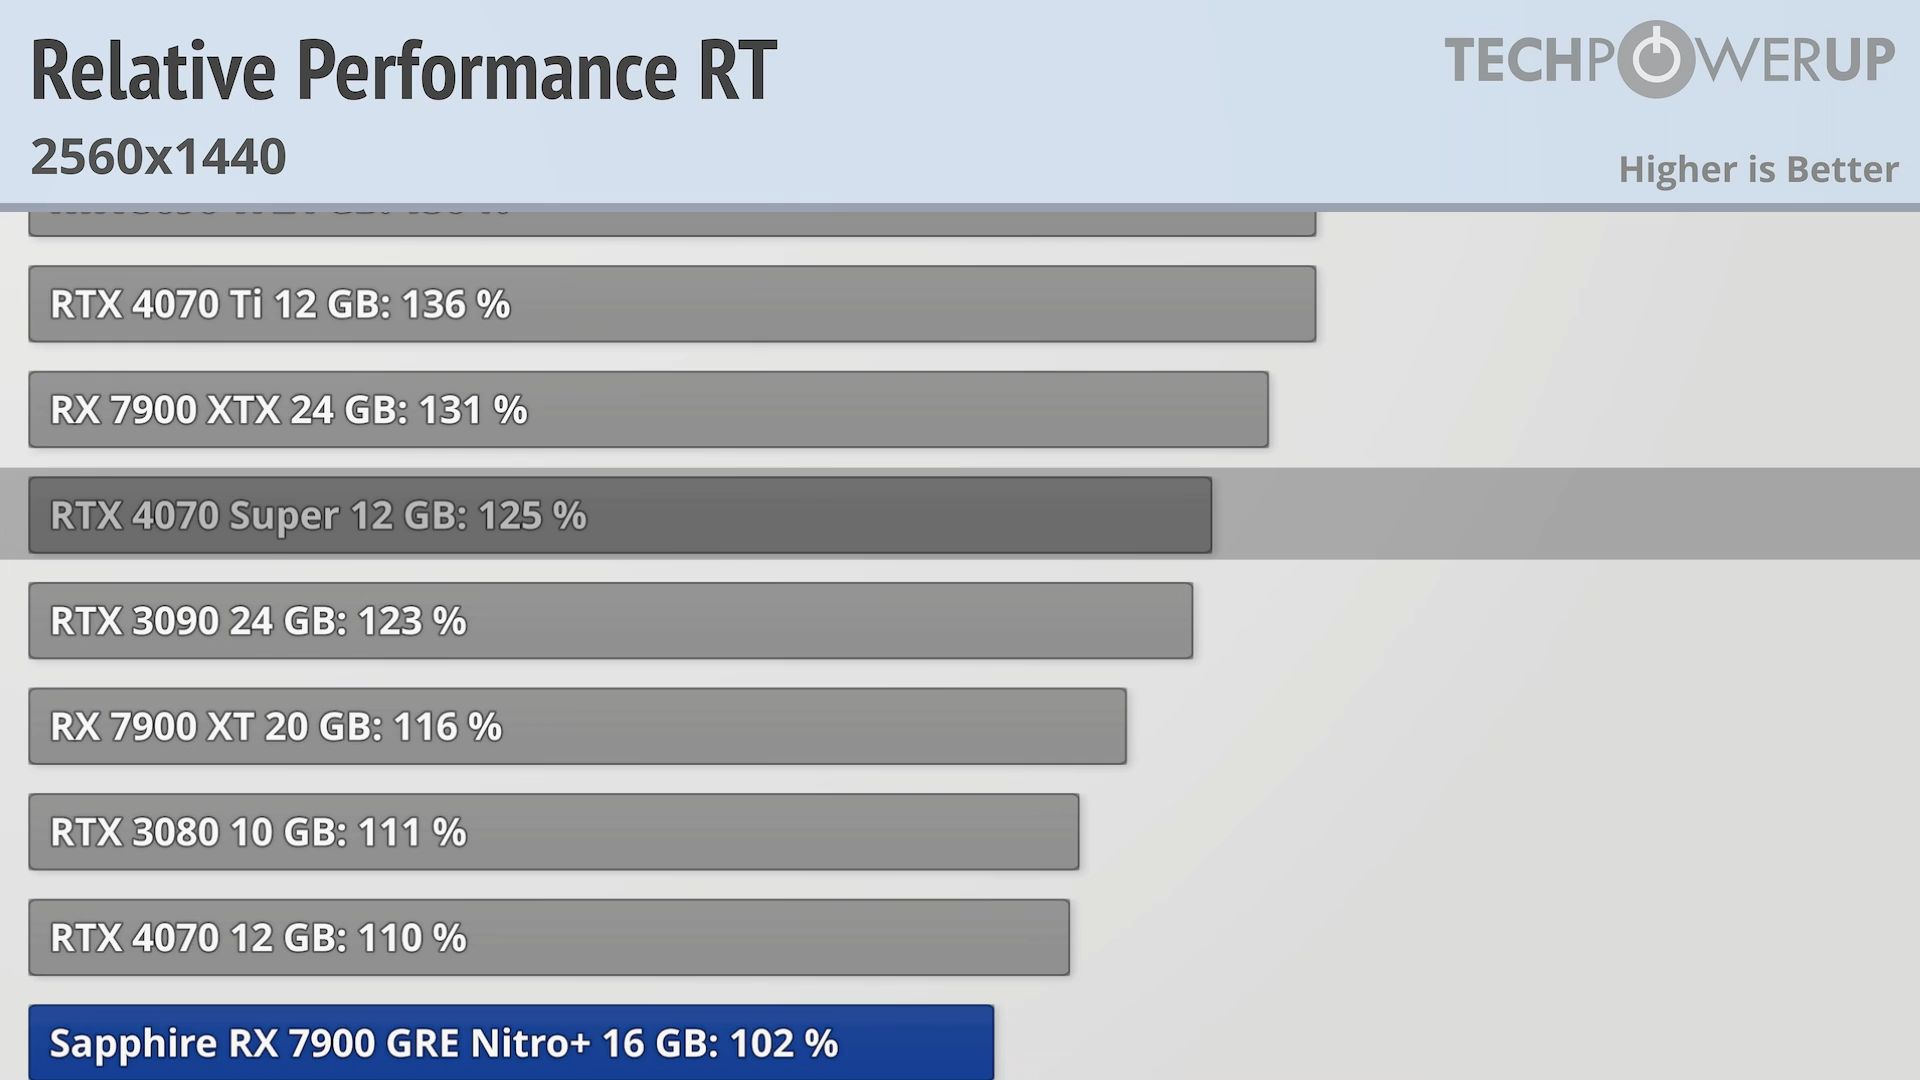 Relative Performance RT
TECHPOWERUP
2560x1440
Higher is Better
RTX 4070 Ti 12 GB: 136 %
RX 7900 XTX 24 GB: 131 %
RTX 4070 Super 12 GB: 125 %
RTX 3090 24 GB: 123 %
RX 7900 XT 20 GB: 116 %
RTX 3080 10 GB: 111 %
RTX 4070 12 GB: 110 %
Sapphire RX 7900 GRE Nitro+ 16 GB: 102 %